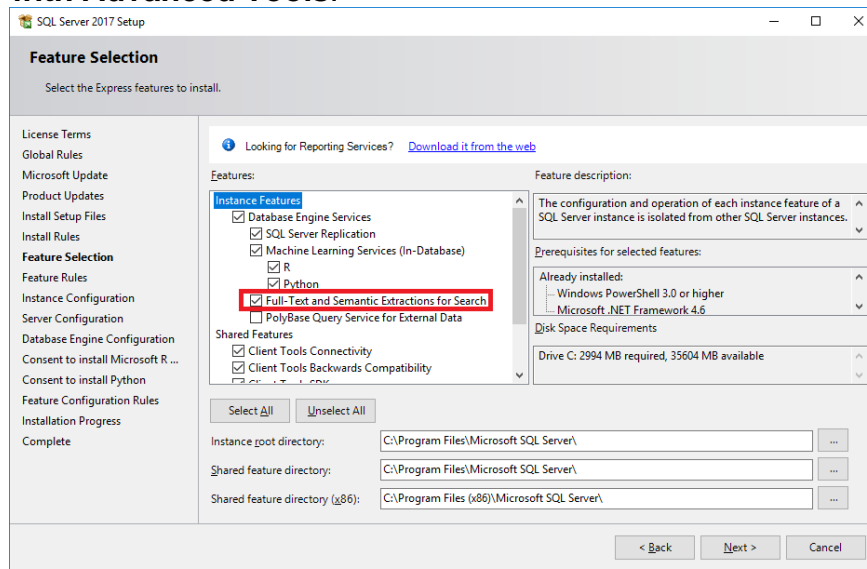 with Advanced Tools.
SQL Server 2017 Setup
Feature Selection
Select the Express features to install.
License Terms
Global Rules
Microsoft Update
Product Updates
Install Setup Files
Install Rules
Feature Selection
Feature Rules
Instance Configuration
Server Configuration
Database Engine Configuration
Consent to install Microsoft R ...
Consent to install Python
Feature Configuration Rules
Installation Progress
Complete
Looking for Reporting Services? Download it from the web
Features:
Instance Features
Database Engine Services
SQL Server Replication
Machine Learning Services (In-Database)
R
Python
Full-Text and Semantic Extractions for Search
PolyBase Query Service for External Data
Shared Features
Client Tools Connectivity
Client Tools Backwards Compatibility
Client Tools SDK
Feature description:
The configuration and operation of each instance feature of a
SQL Server instance is isolated from other SQL Server instances.
Prerequisites for selected features:
Already installed:
Windows PowerShell 3.0 or higher
Microsoft .NET Framework 4.6
Disk Space Requirements
Drive C: 2994 MB required, 35604 MB available
Select All
Unselect All
Instance root directory:
C:\Program Files\Microsoft SQL Server\
...
Shared feature directory:
C:\Program Files\Microsoft SQL Server\
...
Shared feature directory (x86):
C:\Program Files (x86)\Microsoft SQL Server\
...
< Back
Next >
Cancel